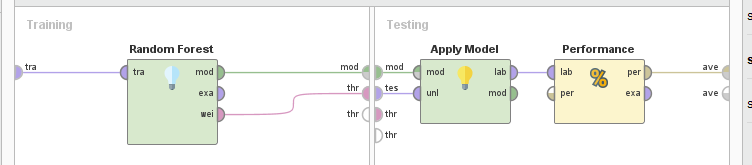 Training
Testing
Random Forest
Apply Model
Performance
tra
tra
mod
mod
mod
mod
lab
lab
per
ave
exa
thr
tes
unl
mod
per
exa
ave
wei
thr
thr
thr
S
s
S